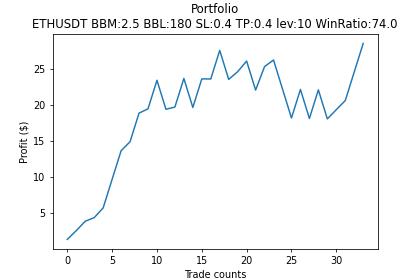 Portfolio
ETHUSDT BBM:2.5 BBL:180 SL:0.4 TP:0.4 lev:10 WinRatio:74.0
Profit ($)
25
20
15
10
5
0 5 10 15 20 25 30
Trade counts